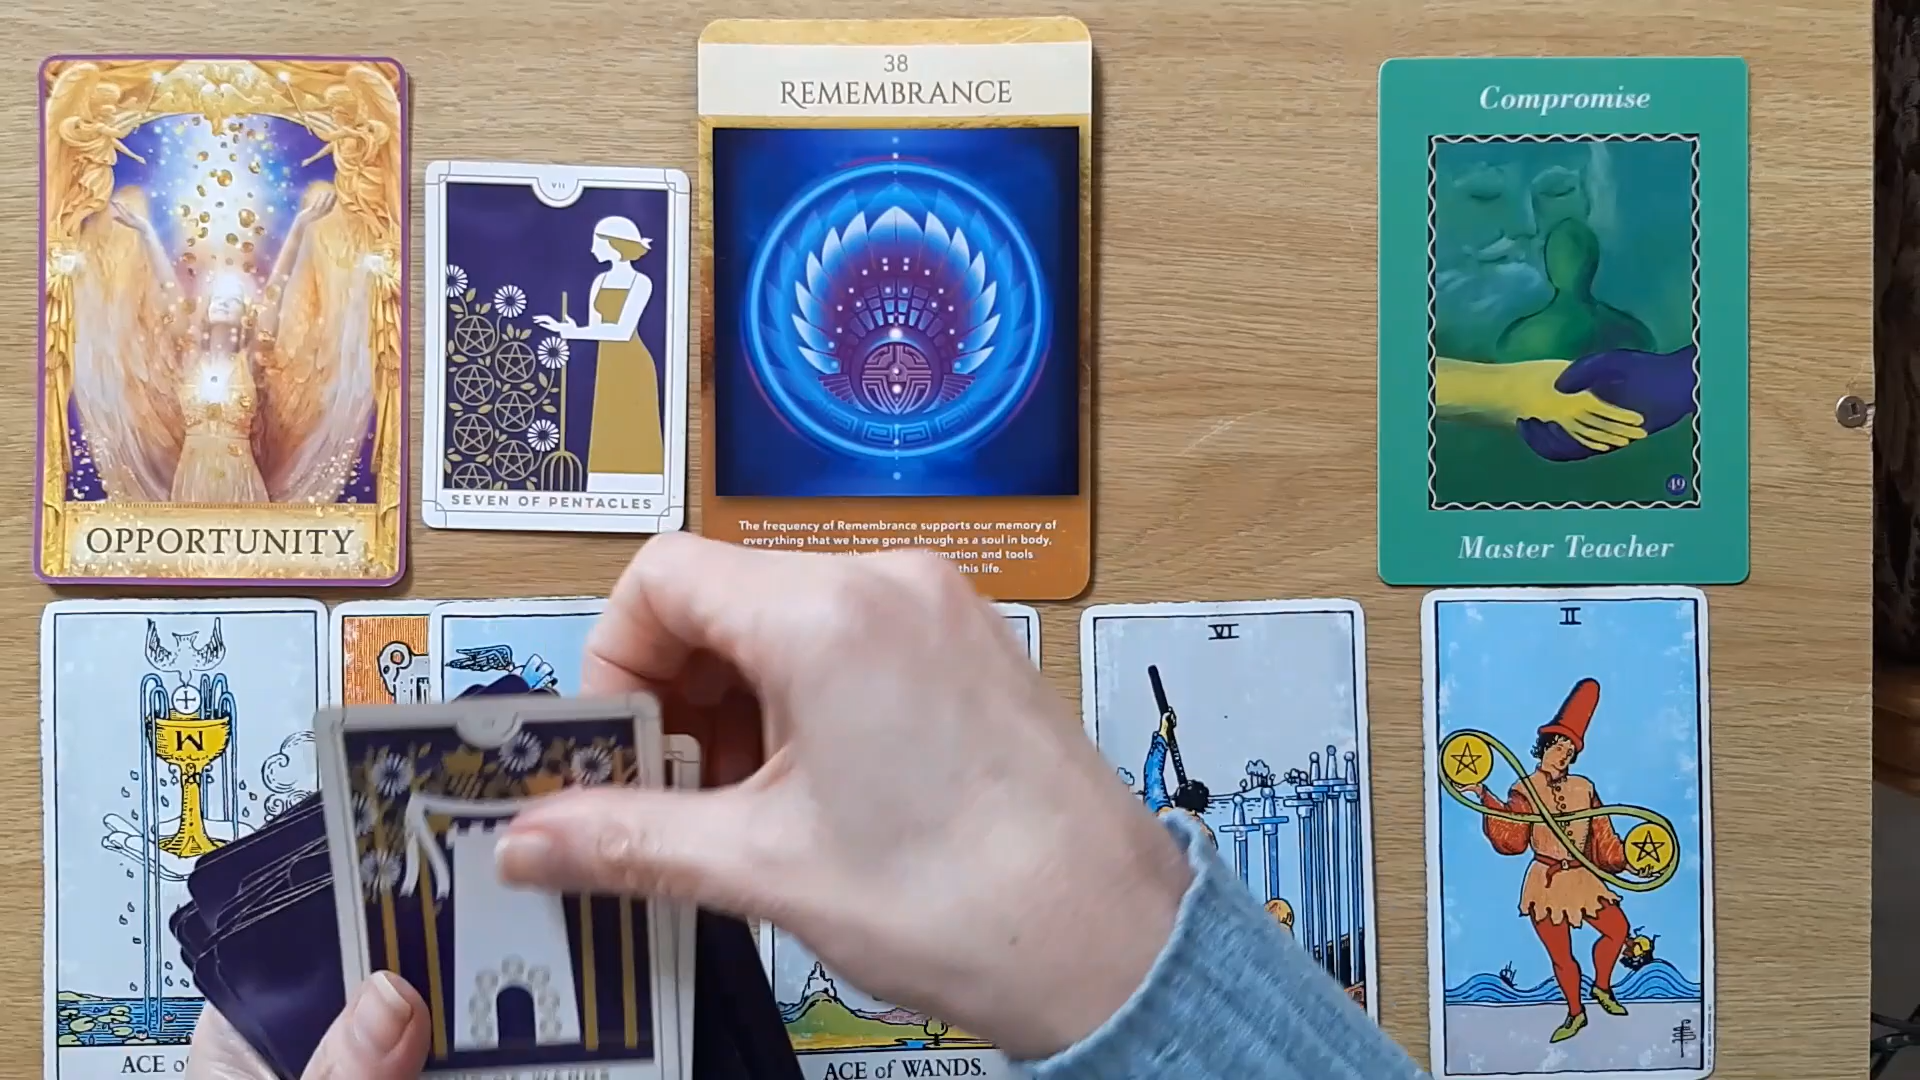 OPPORTUNITY
VII
SEVEN OF PENTACLES
38
REMEMBRANCE
The frequency of Remembrance supports our memory of
everything that we have gone though as a soul in body,
and tools
this life.
Compromise
49
Master Teacher
ACE
ACE of WANDS.
VI
II